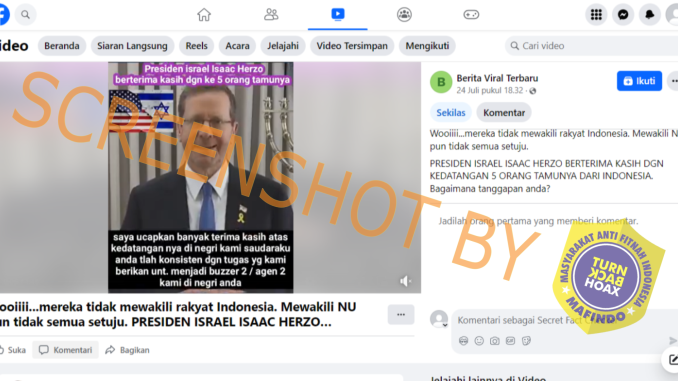 Video
Beranda
Siaran Langsung
Reels
Acara
Jelajahi
Video Tersimpan
Mengikuti
Cari video
Presiden israel Isaac Herzo
berterima kasih dgn ke 5 orang tamunya
saya ucapkan banyak terima kasih atas
kedatangan nya di negri kami saudaraku
anda tlah konsisten dgn tugas yg kami
berikan unt. menjadi buzzer 2 / agen 2
kami di negri anda
ooiiii...mereka tidak mewakili rakyat Indonesia. Mewakili NU
un tidak semua setuju. PRESIDEN ISRAEL ISAAC HERZO...
Suka
Komentari
Bagikan
B
Berita Viral Terbaru
24 Juli pukul 18.32 ·
Ikuti
Sekilas
Komentar
Wooiiii...mereka tidak mewakili rakyat Indonesia. Mewakili N
pun tidak semua setuju.
PRESIDEN ISRAEL ISAAC HERZO BERTERIMA KASIH DGN
KEDATANGAN 5 ORANG TAMUNYA DARI INDONESIA.
Bagaimana tanggapan anda?
Jadilah orang pertama yang memberi komentar.
Komentari sebagai Secret Fact
GIF
Jelajahi lainnya di Video
SCREENSHOT BY
MASYARAKAT ANTI FITNAH INDONESIA
TURN
BACK
HOAX
MAFINDO